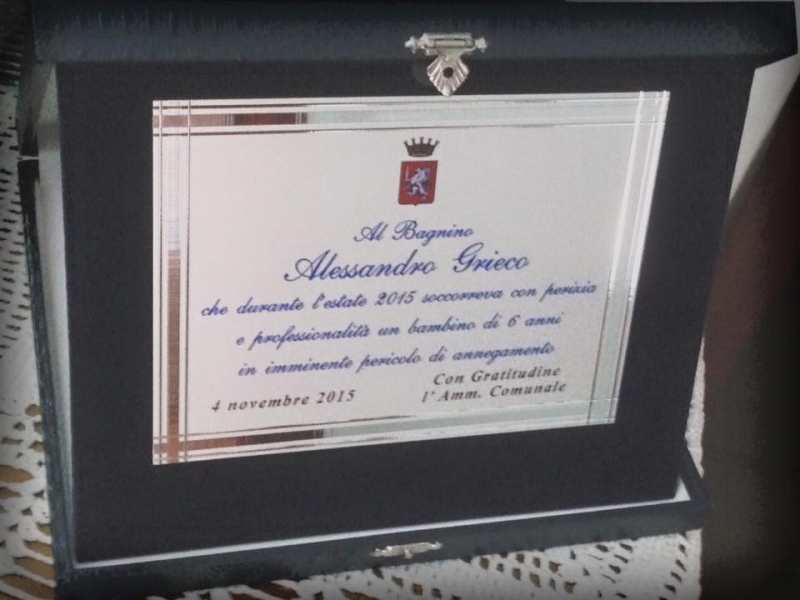 Al Bagnino
Alessandro Grieco
che durante l'estate 2015 soccorreva con perizia
e professionalità un bambino di 6 anni
in imminente pericolo di annegamento
4 novembre 2015
Con Gratitudine
l'Amm. Comunale